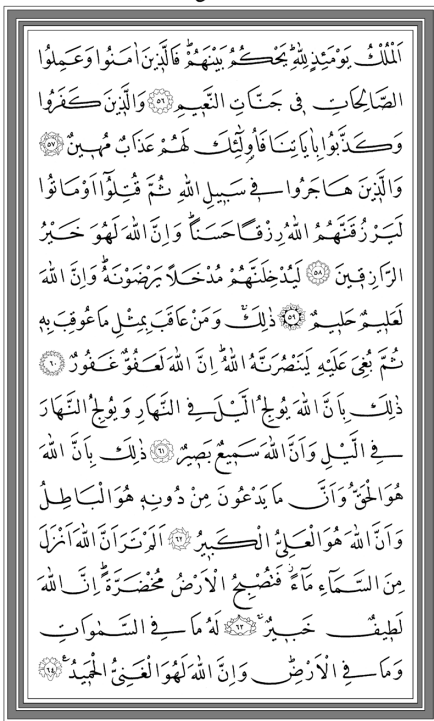 اَلْمُلْكُ يَوْمَئِذٍ لِلّٰهِۜ يَحْكُمُ بَيْنَهُمْۜ فَالَّذ۪ينَ اٰمَنُوا وَعَمِلُوا
الصَّالِحَاتِ ف۪ي جَنَّاتِ النَّع۪يمِ ﴿٥٦﴾ وَالَّذ۪ينَ كَفَرُوا
وَكَذَّبُوا بِاٰيَاتِنَا فَاُو۬لٰٓئِكَ لَهُمْ عَذَابٌ مُه۪ينٌ ﴿٥٧﴾
وَالَّذ۪ينَ هَاجَرُوا ف۪ي سَب۪يلِ اللّٰهِ ثُمَّ قُتِلُٓوا اَوْ مَاتُوا
لَيَرْزُقَنَّهُمُ اللّٰهُ رِزْقًا حَسَنًاۜ وَاِنَّ اللّٰهَ لَهُوَ خَيْرُ
الرَّازِق۪ينَ ﴿٥٨﴾ لَيُدْخِلَنَّهُمْ مُدْخَلًا يَرْضَوْنَهُۜ وَاِنَّ اللّٰهَ
لَعَل۪يمٌ حَل۪يمٌ ﴿٥٩﴾ ذٰلِكَۚ وَمَنْ عَاقَبَ بِمِثْلِ مَا عُوقِبَ بِه۪
ثُمَّ بُغِيَ عَلَيْهِ لَيَنْصُرَنَّهُ اللّٰهُۜ اِنَّ اللّٰهَ لَعَفُوٌّ غَفُورٌ ﴿٦٠﴾
ذٰلِكَ بِاَنَّ اللّٰهَ يُولِجُ الَّيْلَ فِي النَّهَارِ وَيُولِجُ النَّهَارَ
فِي الَّيْلِ وَاَنَّ اللّٰهَ سَم۪يعٌ بَص۪يرٌ ﴿٦١﴾ ذٰلِكَ بِاَنَّ اللّٰهَ
هُوَ الْحَقُّ وَاَنَّ مَا يَدْعُونَ مِنْ دُونِه۪ هُوَ الْبَاطِلُ
وَاَنَّ اللّٰهَ هُوَ الْعَلِيُّ الْكَب۪يرُ ﴿٦٢﴾ اَلَمْ تَرَ اَنَّ اللّٰهَ اَنْزَلَ
مِنَ السَّمَٓاءِ مَٓاءًۘ فَتُصْبِحُ الْاَرْضُ مُخْضَرَّةًۜ اِنَّ اللّٰهَ
لَط۪يفٌ خَب۪يرٌۚ ﴿٦٣﴾ لَهُ مَا فِي السَّمٰوَاتِ
وَمَا فِي الْاَرْضِۜ وَاِنَّ اللّٰهَ لَهُوَ الْغَنِيُّ الْحَم۪يدُ۟ ﴿٦٤﴾